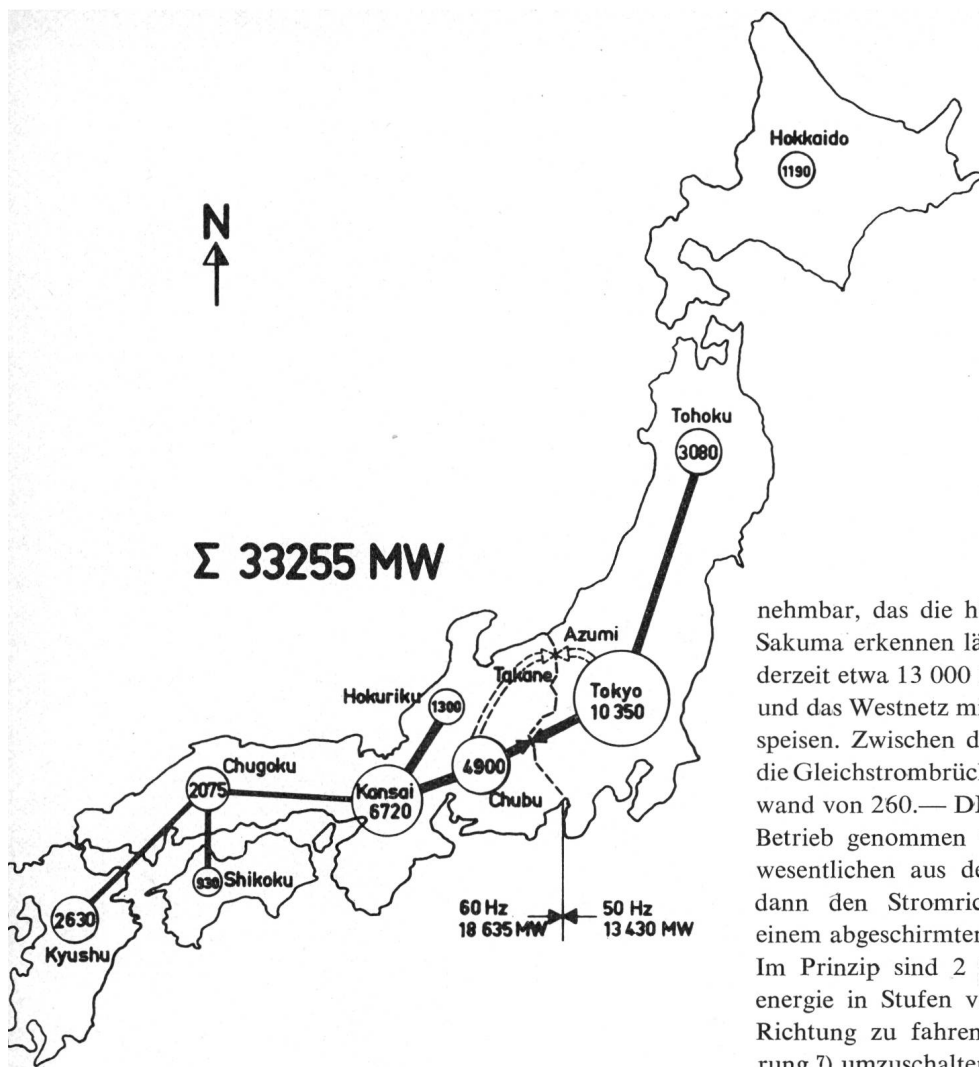 Hokkaido
1190
N
Tohoku
3080
Σ 33255 MW
Azumi
Takane
Tokyo
10 350
Hokuriku
1300
4900
Chubu
Chugoku
2075
Kansai
6720
930
Shikoku
2630
Kyushu
60 Hz
18 635 MW
50 Hz
13 430 MW
nehmbar, das die h
Sakuma erkennen lä
derzeit etwa 13 000
und das Westnetz mi
speisen. Zwischen d
die Gleichstrombrück
wand von 260.— DM
Betrieb genommen
wesentlichen aus de
dann den Stromric
einem abgeschirmten
Im Prinzip sind 2
energie in Stufen v
Richtung zu fahren
rung 7) umzuschalten